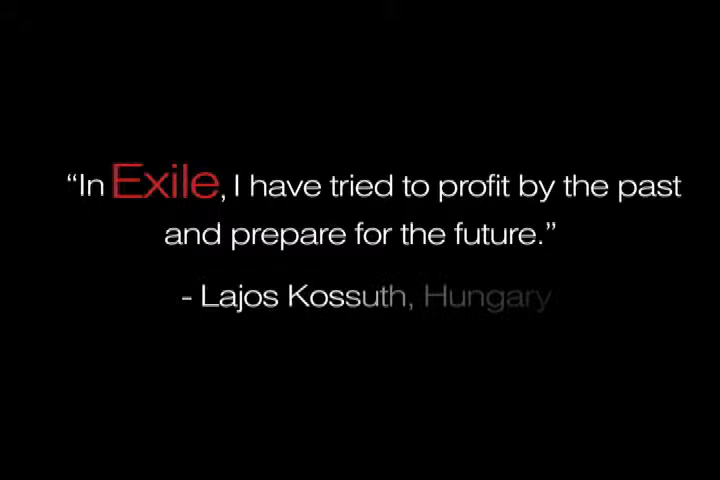 “In Exile, I have tried to profit by the past
and prepare for the future.”
- Lajos Kossuth, Hungary